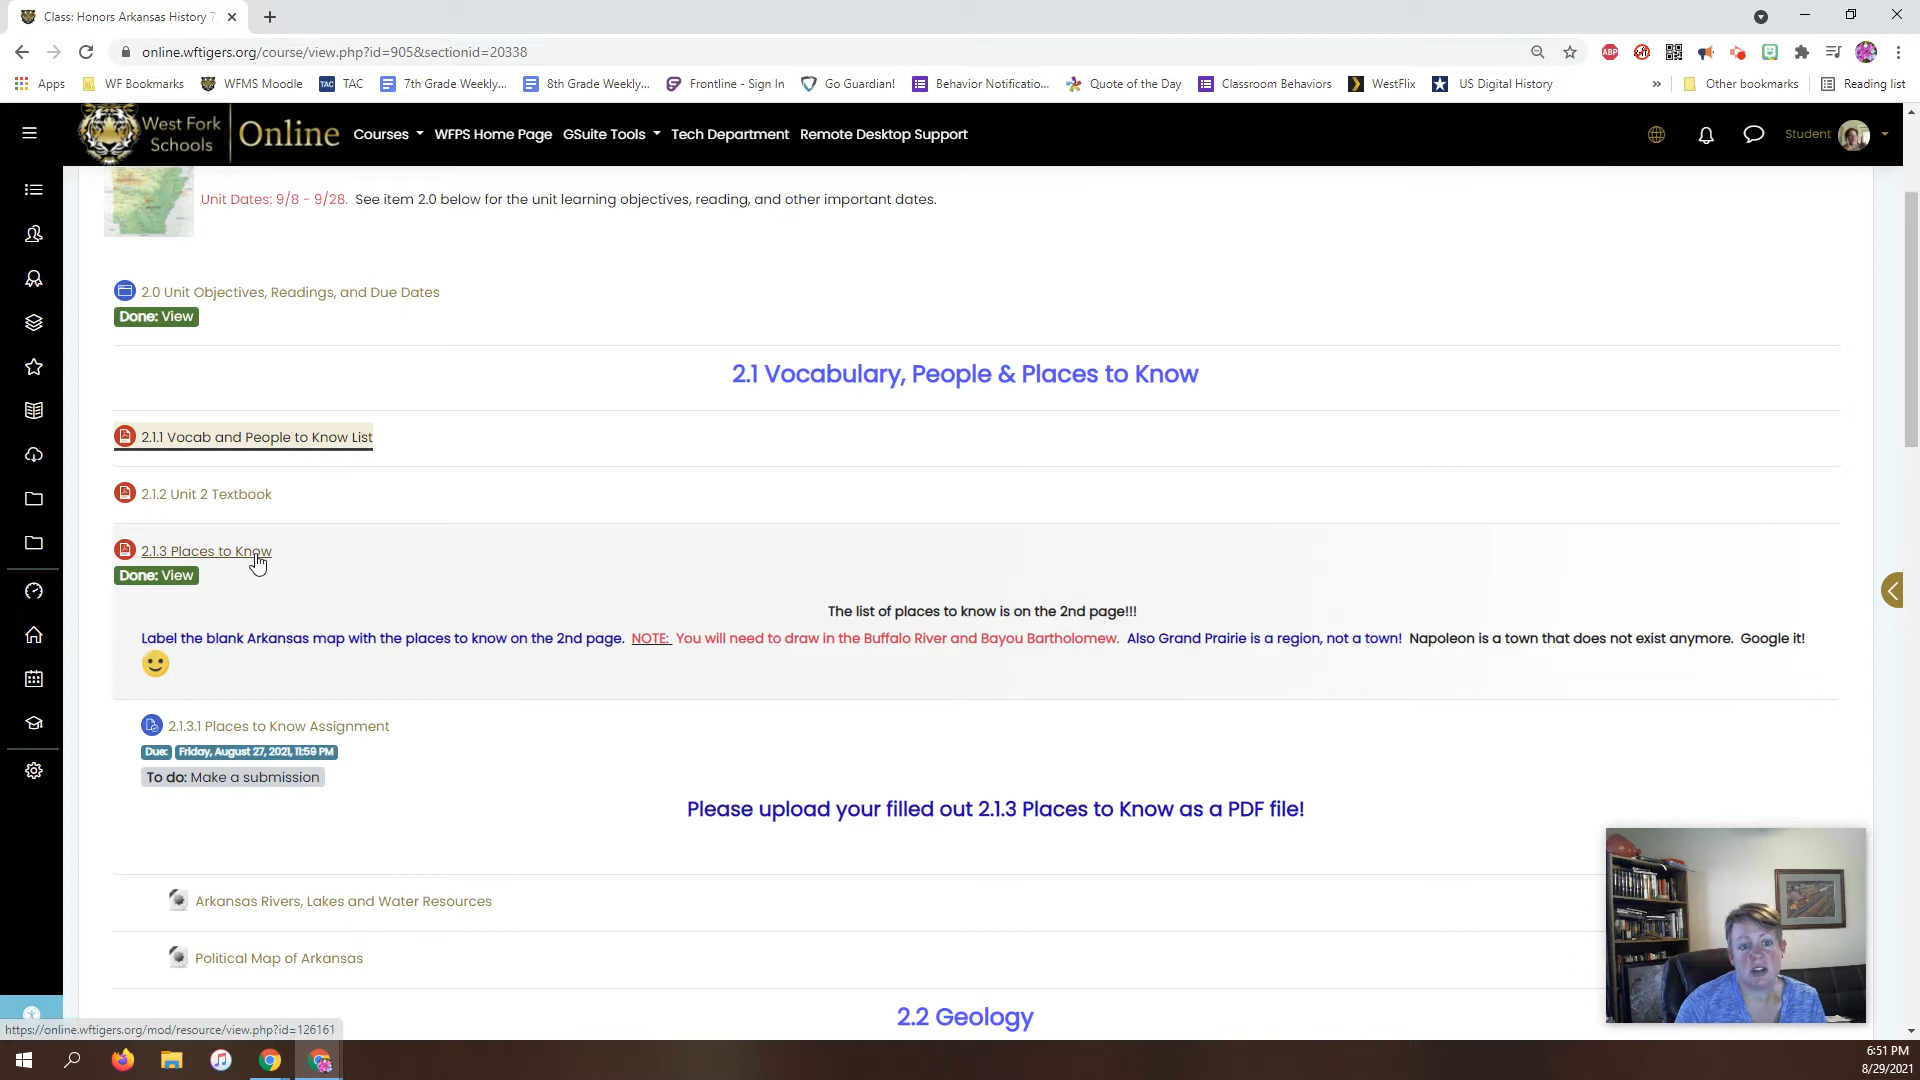 Class: Honors Arkansas History 7
online.wftigers.org/course/view.php?id=905&sectionid=20338
ABP
Apps
WF Bookmarks
WFMS Moodle
TAC
TAC
7th Grade Weekly...
8th Grade Weekly...
Frontline - Sign In
Go Guardian!
Behavior Notificatio...
Quote of the Day
Classroom Behaviors
WestFlix
US Digital History
»
Other bookmarks
Reading list
West Fork
Schools
Online
Courses
WFPS Home Page
GSuite Tools
Tech Department
Remote Desktop Support
Student
Unit Dates: 9/8 - 9/28. See item 2.0 below for the unit learning objectives, reading, and other important dates.
2.0 Unit Objectives, Readings, and Due Dates
Done: View
2.1 Vocabulary, People & Places to Know
2.1.1 Vocab and People to Know List
2.1.2 Unit 2 Textbook
2.1.3 Places to Know
Done: View
The list of places to know is on the 2nd page!!!
Label the blank Arkansas map with the places to know on the 2nd page. NOTE: You will need to draw in the Buffalo River and Bayou Bartholomew. Also Grand Prairie is a region, not a town! Napoleon is a town that does not exist anymore. Google it!
2.1.3.1 Places to Know Assignment
Due: Friday, August 27, 2021, 11:59 PM
To do: Make a submission
Please upload your filled out 2.1.3 Places to Know as a PDF file!
Arkansas Rivers, Lakes and Water Resources
Political Map of Arkansas
2.2 Geology
https://online.wftigers.org/mod/resource/view.php?id=126161
6:51 PM
8/29/2021